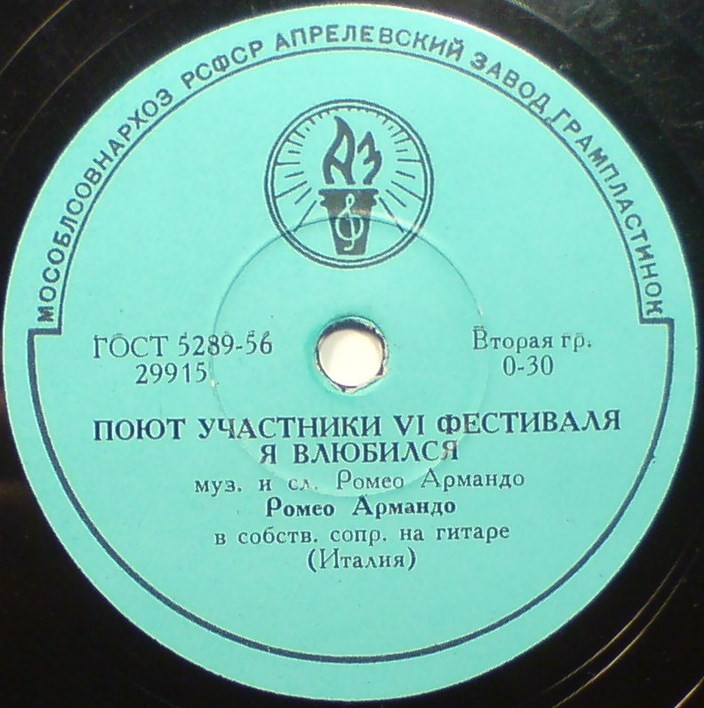 МОСОБЛСОВНАРХОЗ РСФСР АПРЕЛЕВСКИЙ ЗАВОД ГРАМПЛАСТИНОК
АЗ
ГОСТ 5289-56
29915
Вторая гр.
0-30
ПОЮТ УЧАСТНИКИ VI ФЕСТИВАЛЯ
Я ВЛЮБИЛСЯ
муз. и сл. Ромео Армандо
Ромео Армандо
в собств. сопр. на гитаре
(Италия)